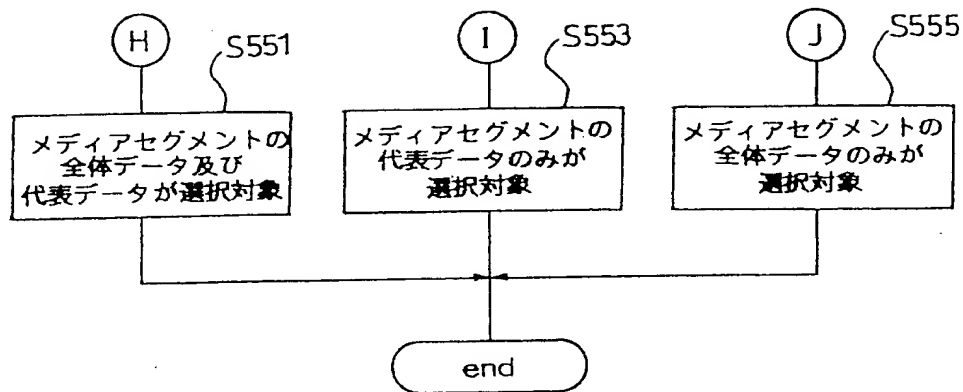 H
S551
I
S553
J
S555
メディアセグメントの
全体データ及び
代表データが選択対象
メディアセグメントの
代表データのみが
選択対象
メディアセグメントの
全体データのみが
選択対象
end